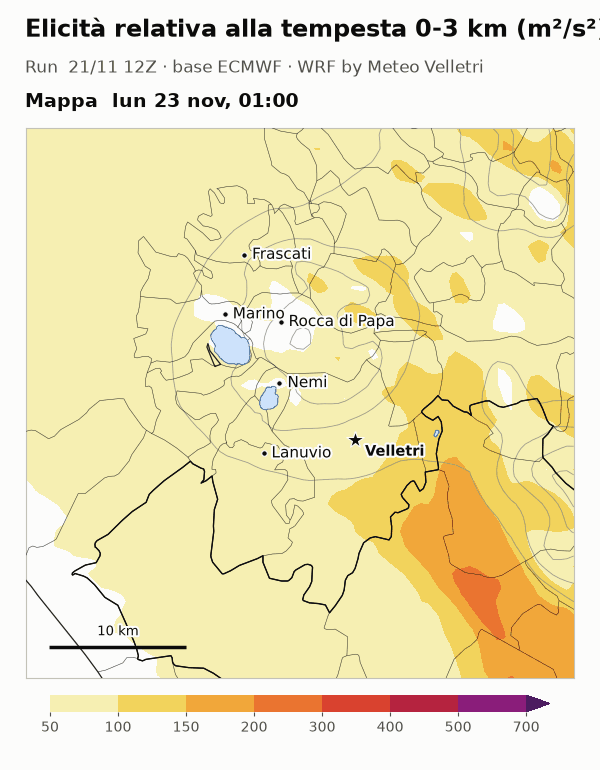 Elicità relativa alla tempesta 0-3 km (m²/s²)
Run  21/11 12Z · base ECMWF · WRF by Meteo Velletri
Mappa  lun 23 nov, 01:00
Frascati
Marino
Rocca di Papa
Nemi
Velletri
Lanuvio
10 km
50 100 150 200 300 400 500 700